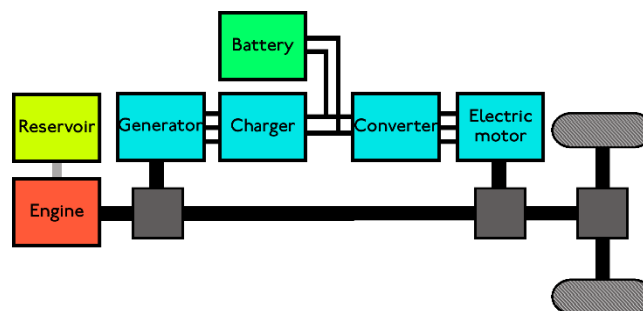 Battery
Reservoir
Generator
Charger
Converter
Electric
motor
Engine